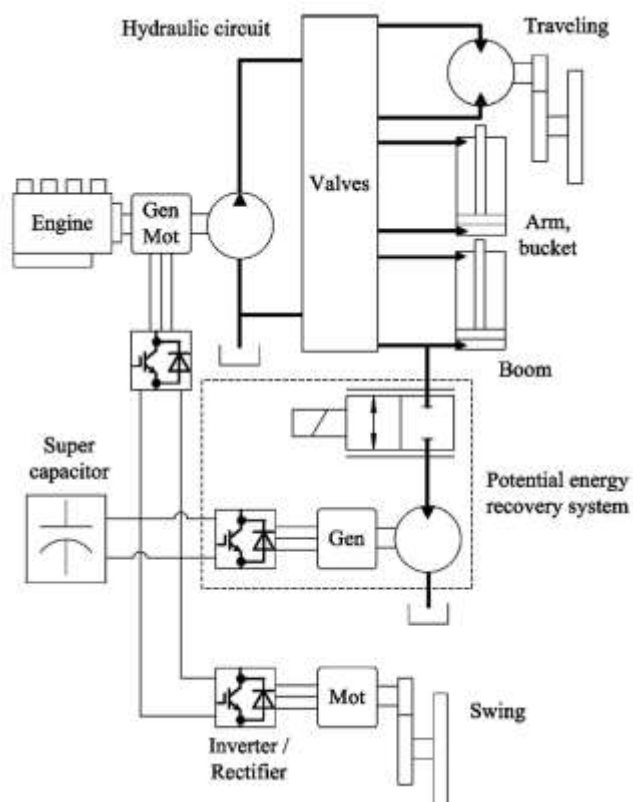 Hydraulic circuit
Traveling
Valves
Engine
Gen
Mot
Arm,
bucket
Boom
Super
capacitor
Potential energy
recovery system
Gen
Mot
Swing
Inverter /
Rectifier